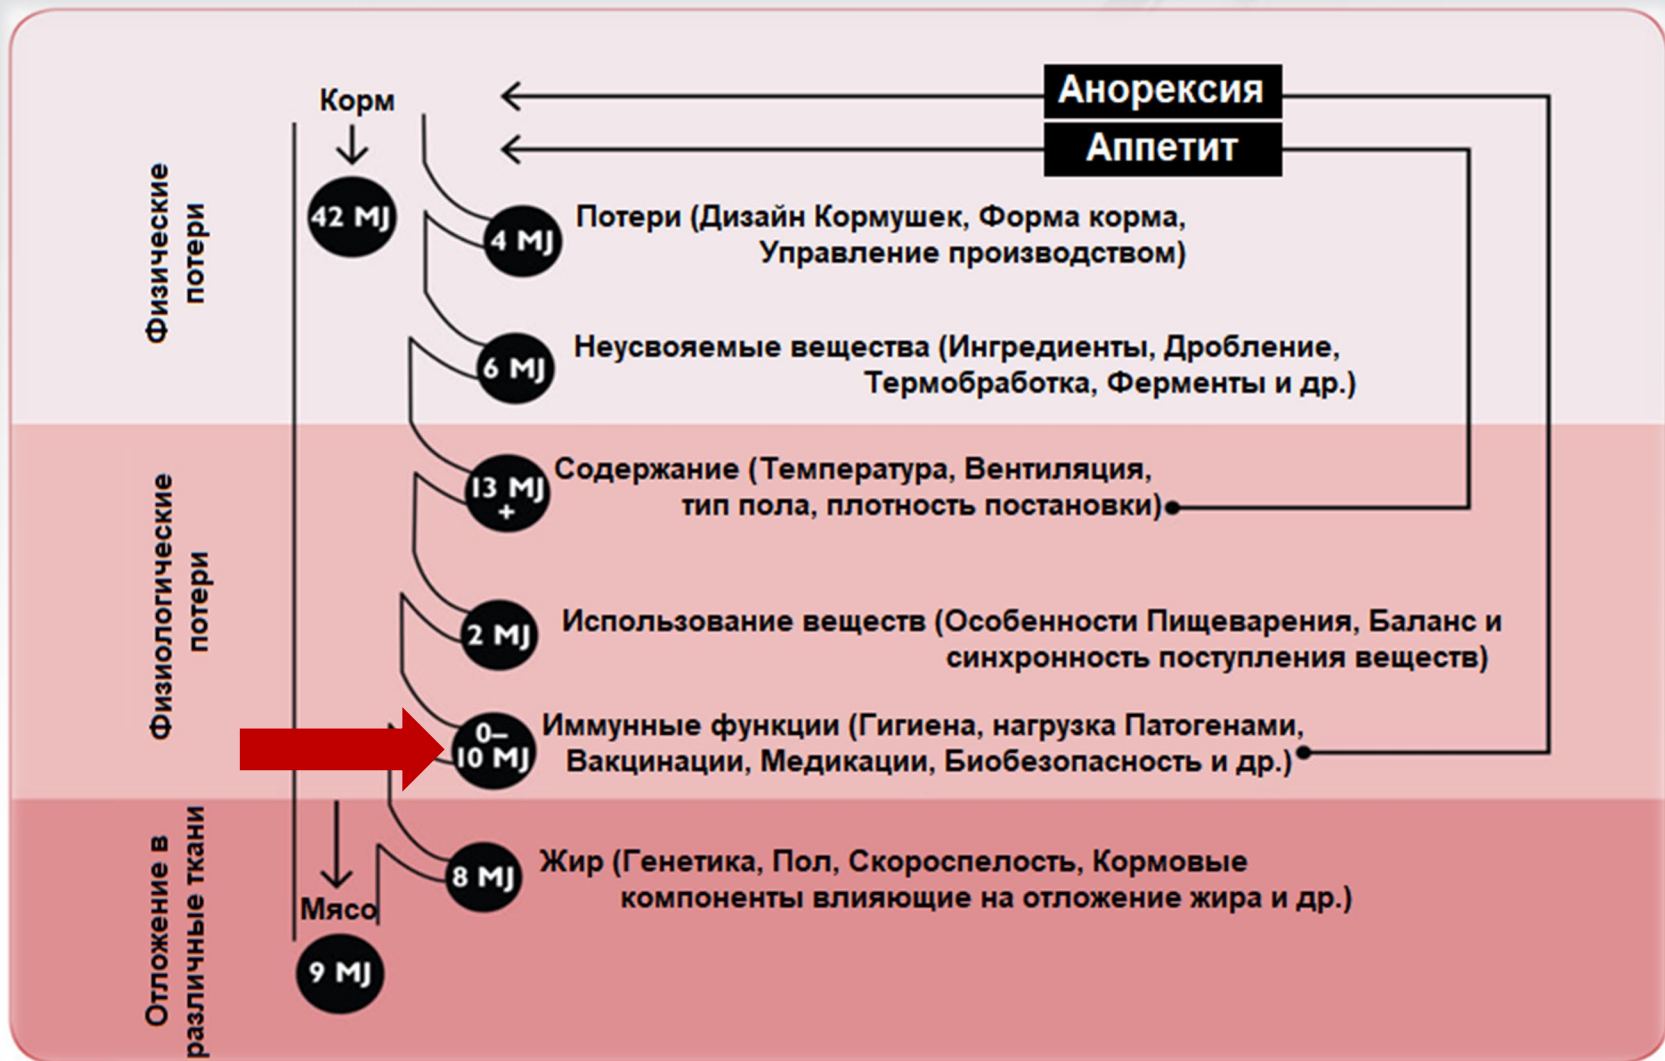 Корм
Анорексия
Аппетит
Физические
потери
42 MJ
4 MJ
Потери (Дизайн Кормушек, Форма корма,
Управление производством)
6 MJ
Неусвояемые вещества (Ингредиенты, Дробление,
Термобработка, Ферменты и др.)
Физиологические
потери
13 MJ
+
Содержание (Температура, Вентиляция,
тип пола, плотность постановки)
2 MJ
Использование веществ (Особенности Пищеварения, Баланс и
синхронность поступления веществ)
0–
10 MJ
Иммунные функции (Гигиена, нагрузка Патогенами,
Вакцинации, Медикации, Биобезопасность и др.)
Отложение в
различные ткани
8 MJ
Жир (Генетика, Пол, Скороспелость, Кормовые
компоненты влияющие на отложение жира и др.)
Мясо
9 MJ